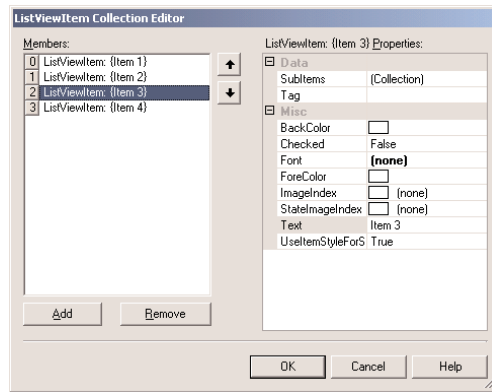 ListViewItem Collection Editor
Members:
0 ListViewItem: {Item 1}
1 ListViewItem: {Item 2}
2 ListViewItem: {Item 3}
3 ListViewItem: {Item 4}
Add Remove
ListViewItem: {Item 3} Properties:
Data
SubItems (Collection)
Tag
Misc
BackColor
Checked False
Font (none)
ForeColor
ImageIndex (none)
StateImageIndex (none)
Text Item 3
UseItemStyleForS True
OK Cancel Help